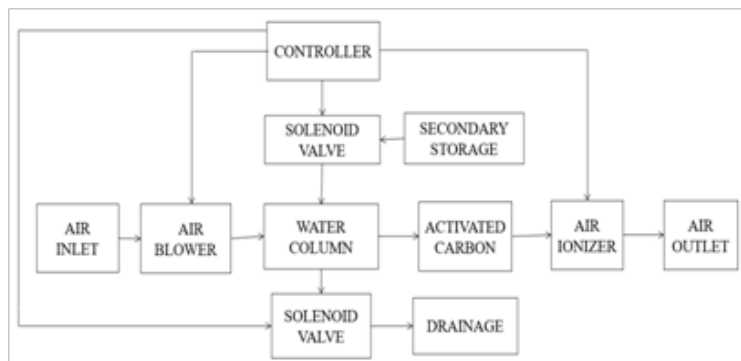 CONTROLLER
SOLENOID
VALVE
SECONDARY
STORAGE
AIR
INLET
AIR
BLOWER
WATER
COLUMN
ACTIVATED
CARBON
AIR
IONIZER
AIR
OUTLET
SOLENOID
VALVE
DRAINAGE